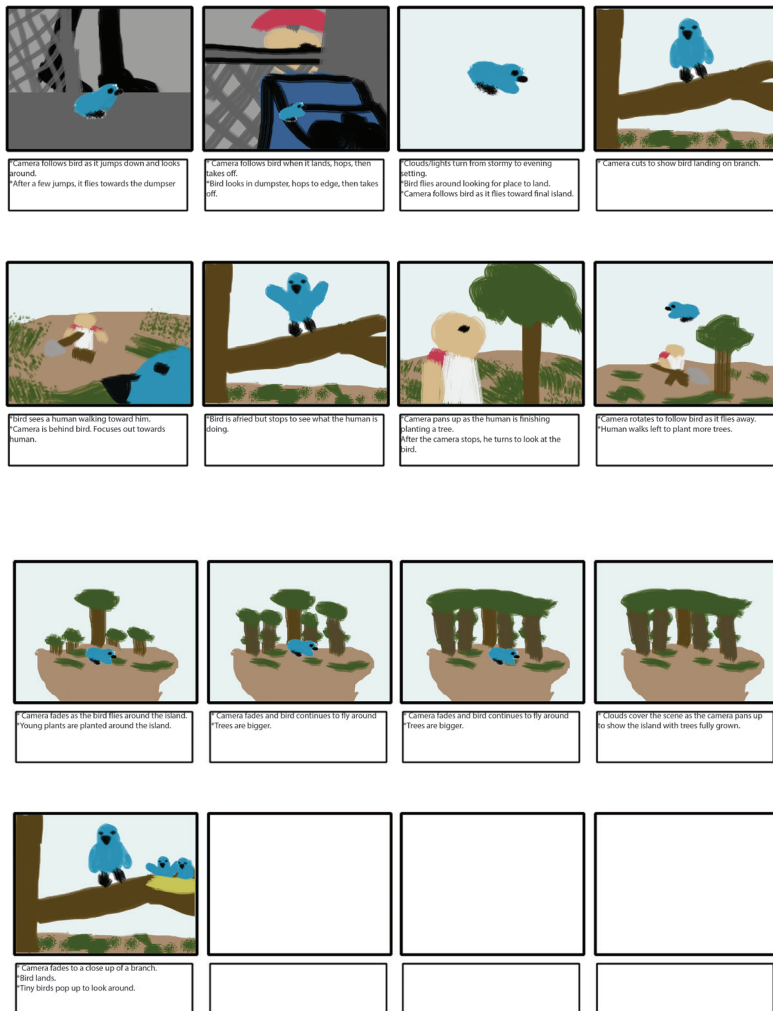 *Camera follows bird as it jumps down and looks
around.
*After a few jumps, it flies towards the dumpser
* Camera follows bird when it lands, hops, then
takes off.
*Bird looks in dumpster, hops to edge, then takes
off.
*Clouds/lights turn from stormy to evening
setting.
*Bird flies around looking for place to land.
*Camera follows bird as it flies toward final island.
* Camera cuts to show bird landing on branch.
*bird sees a human walking toward him.
*Camera is behind bird. Focuses out towards
human.
*Bird is afried but stops to see what the human is
doing.
*Camera pans up as the human is finishing
planting a tree.
After the camera stops, he turns to look at the
bird.
*Camera rotates to follow bird as it flies away.
*Human walks left to plant more trees.
* Camera fades as the bird flies around the island.
*Young plants are planted around the island.
* Camera fades and bird continues to fly around
*Trees are bigger.
* Camera fades and bird continues to fly around
*Trees are bigger.
* Clouds cover the scene as the camera pans up
to show the island with trees fully grown.
* Camera fades to a close up of a branch.
*Bird lands.
*Tiny birds pop up to look around.